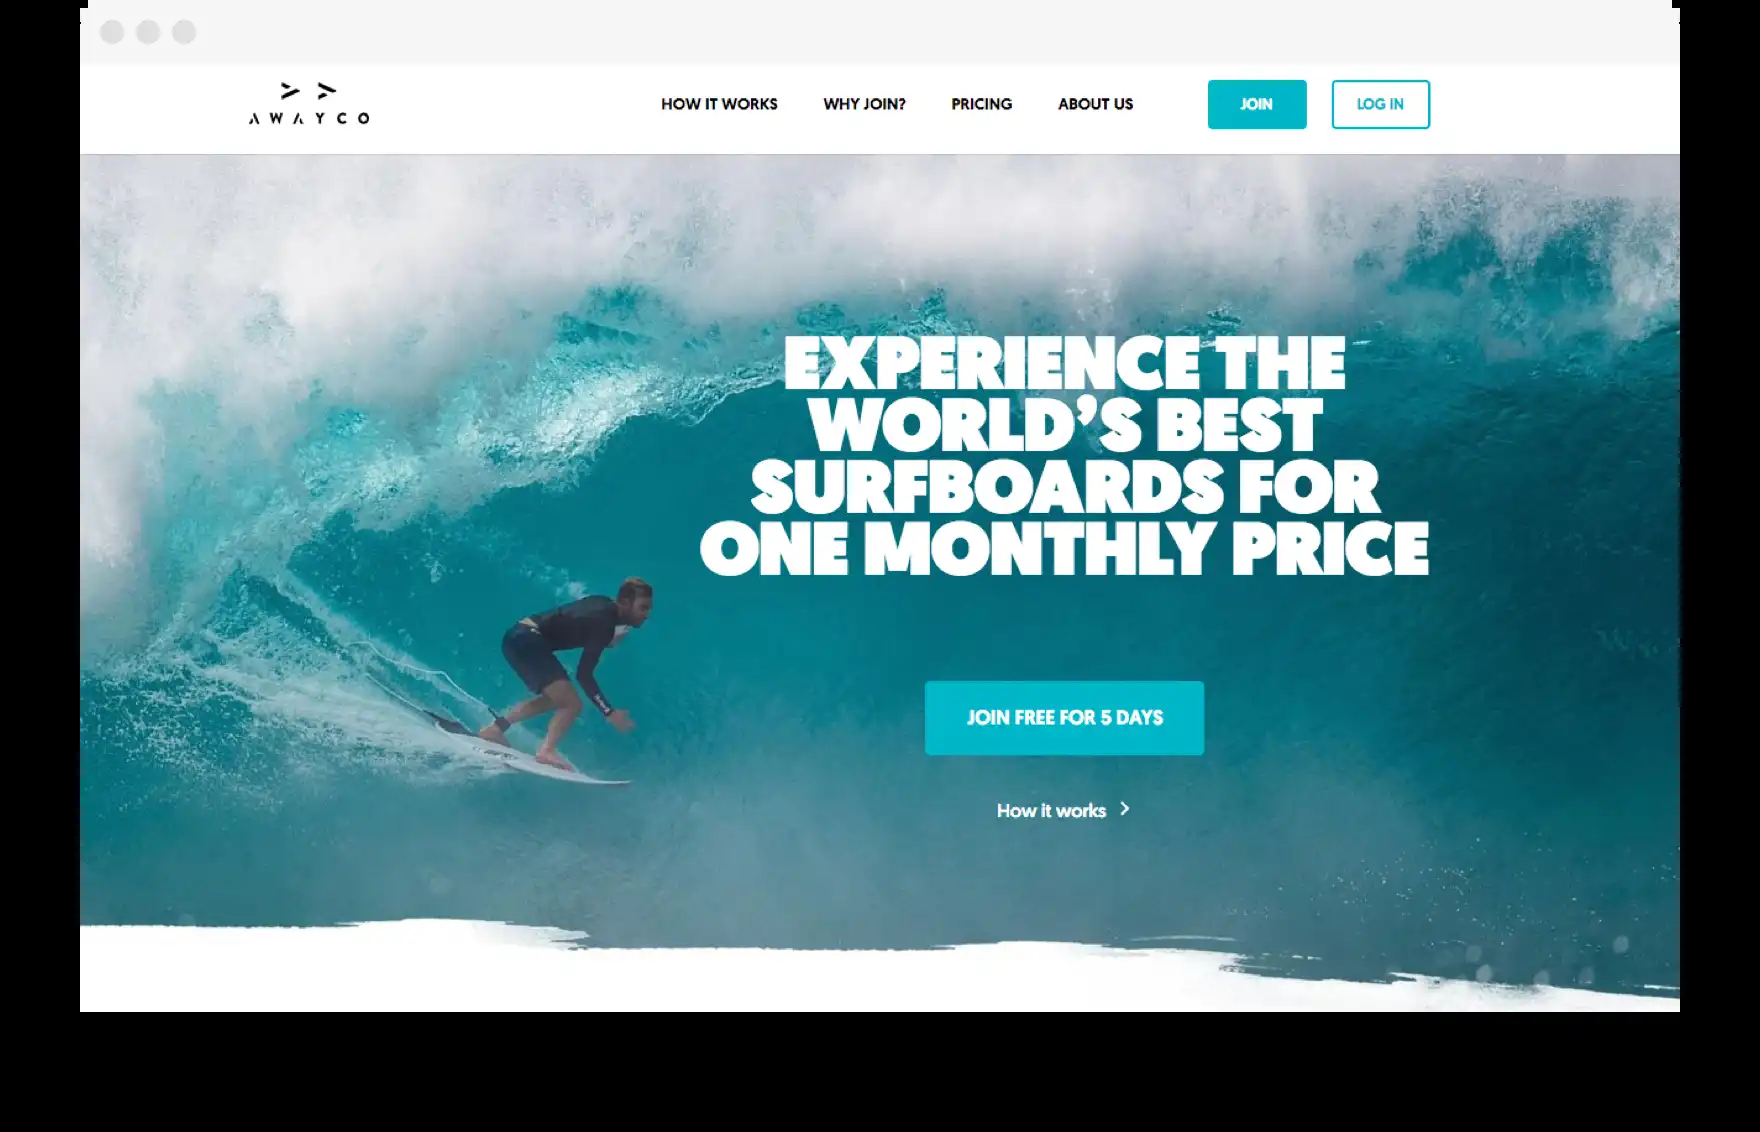 AWAYCO
HOW IT WORKS
WHY JOIN?
PRICING
ABOUT US
JOIN
LOG IN
EXPERIENCE THE
WORLD’S BEST
SURFBOARDS FOR
ONE MONTHLY PRICE
JOIN FREE FOR 5 DAYS
How it works